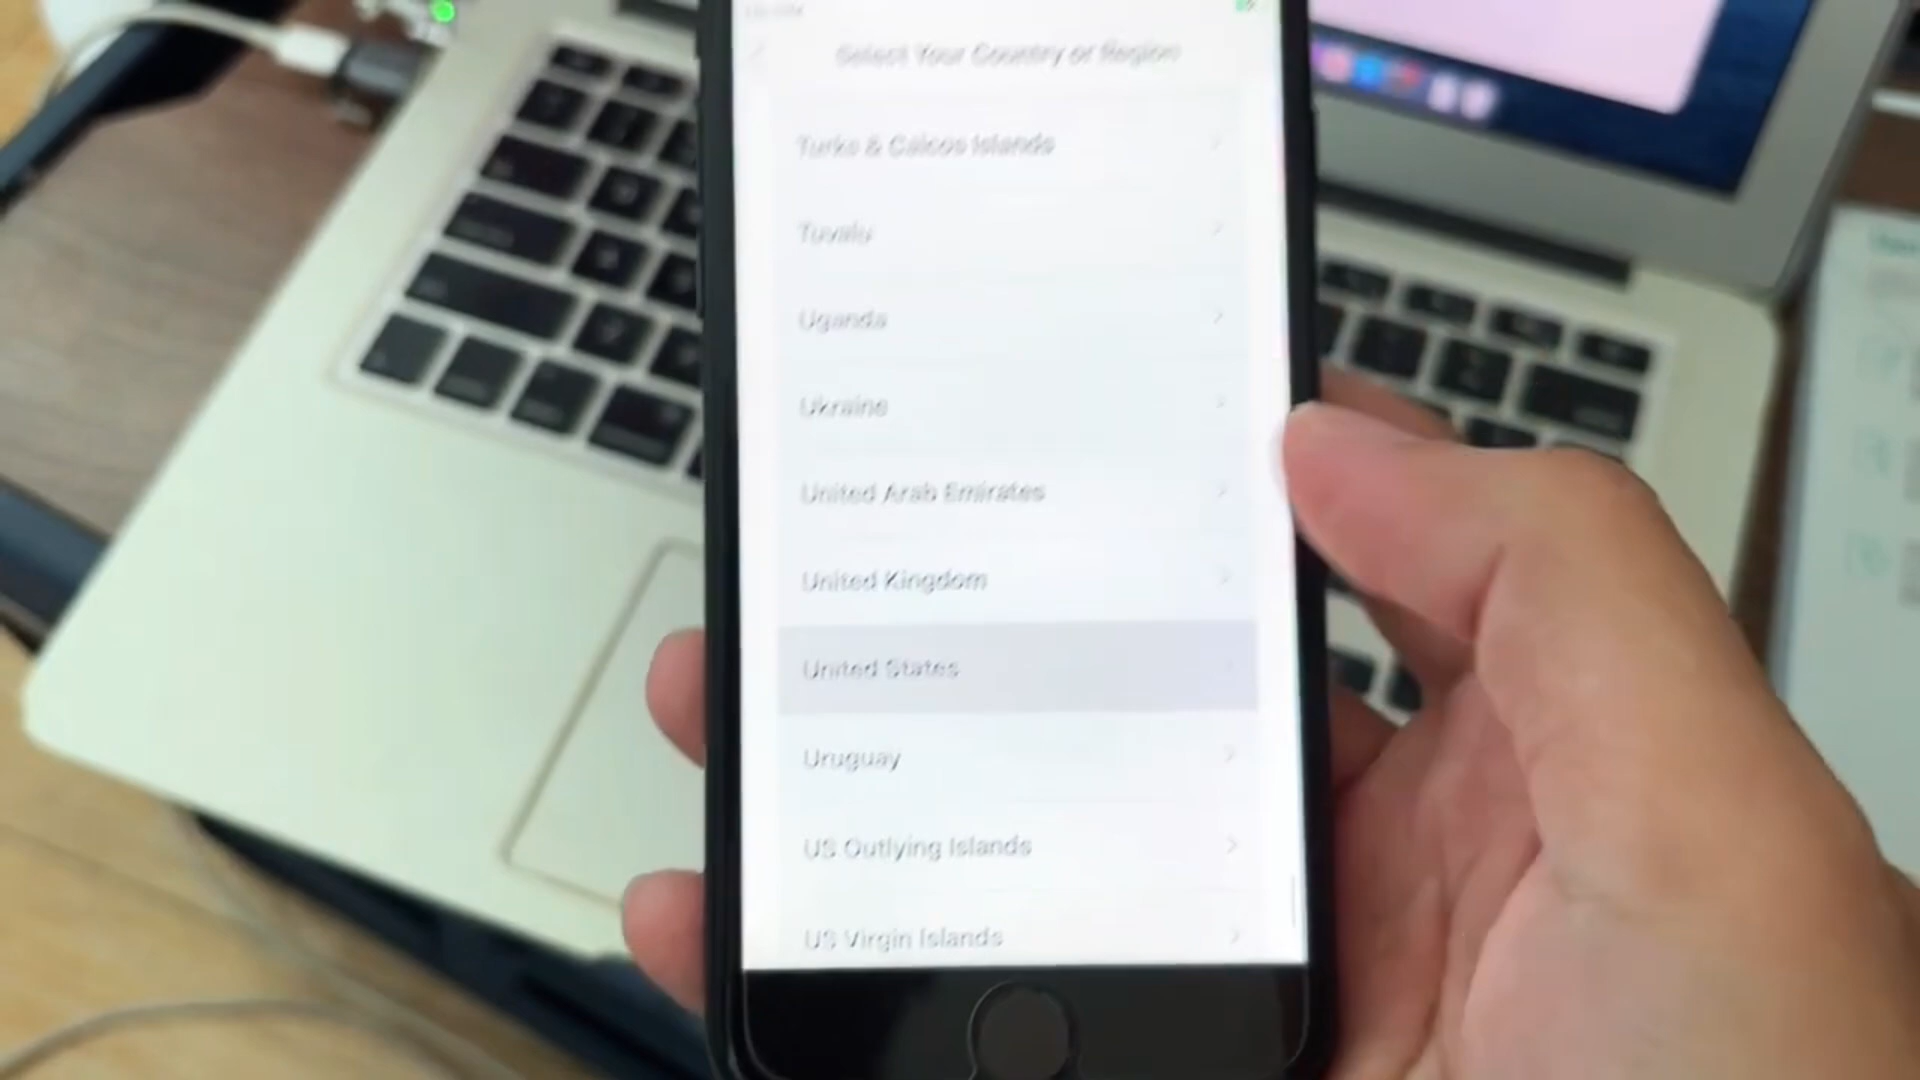 Select Your Country or Region
Turks & Caicos Islands
Tuvalu
Uganda
Ukraine
United Arab Emirates
United Kingdom
United States
Uruguay
US Outlying Islands
US Virgin Islands